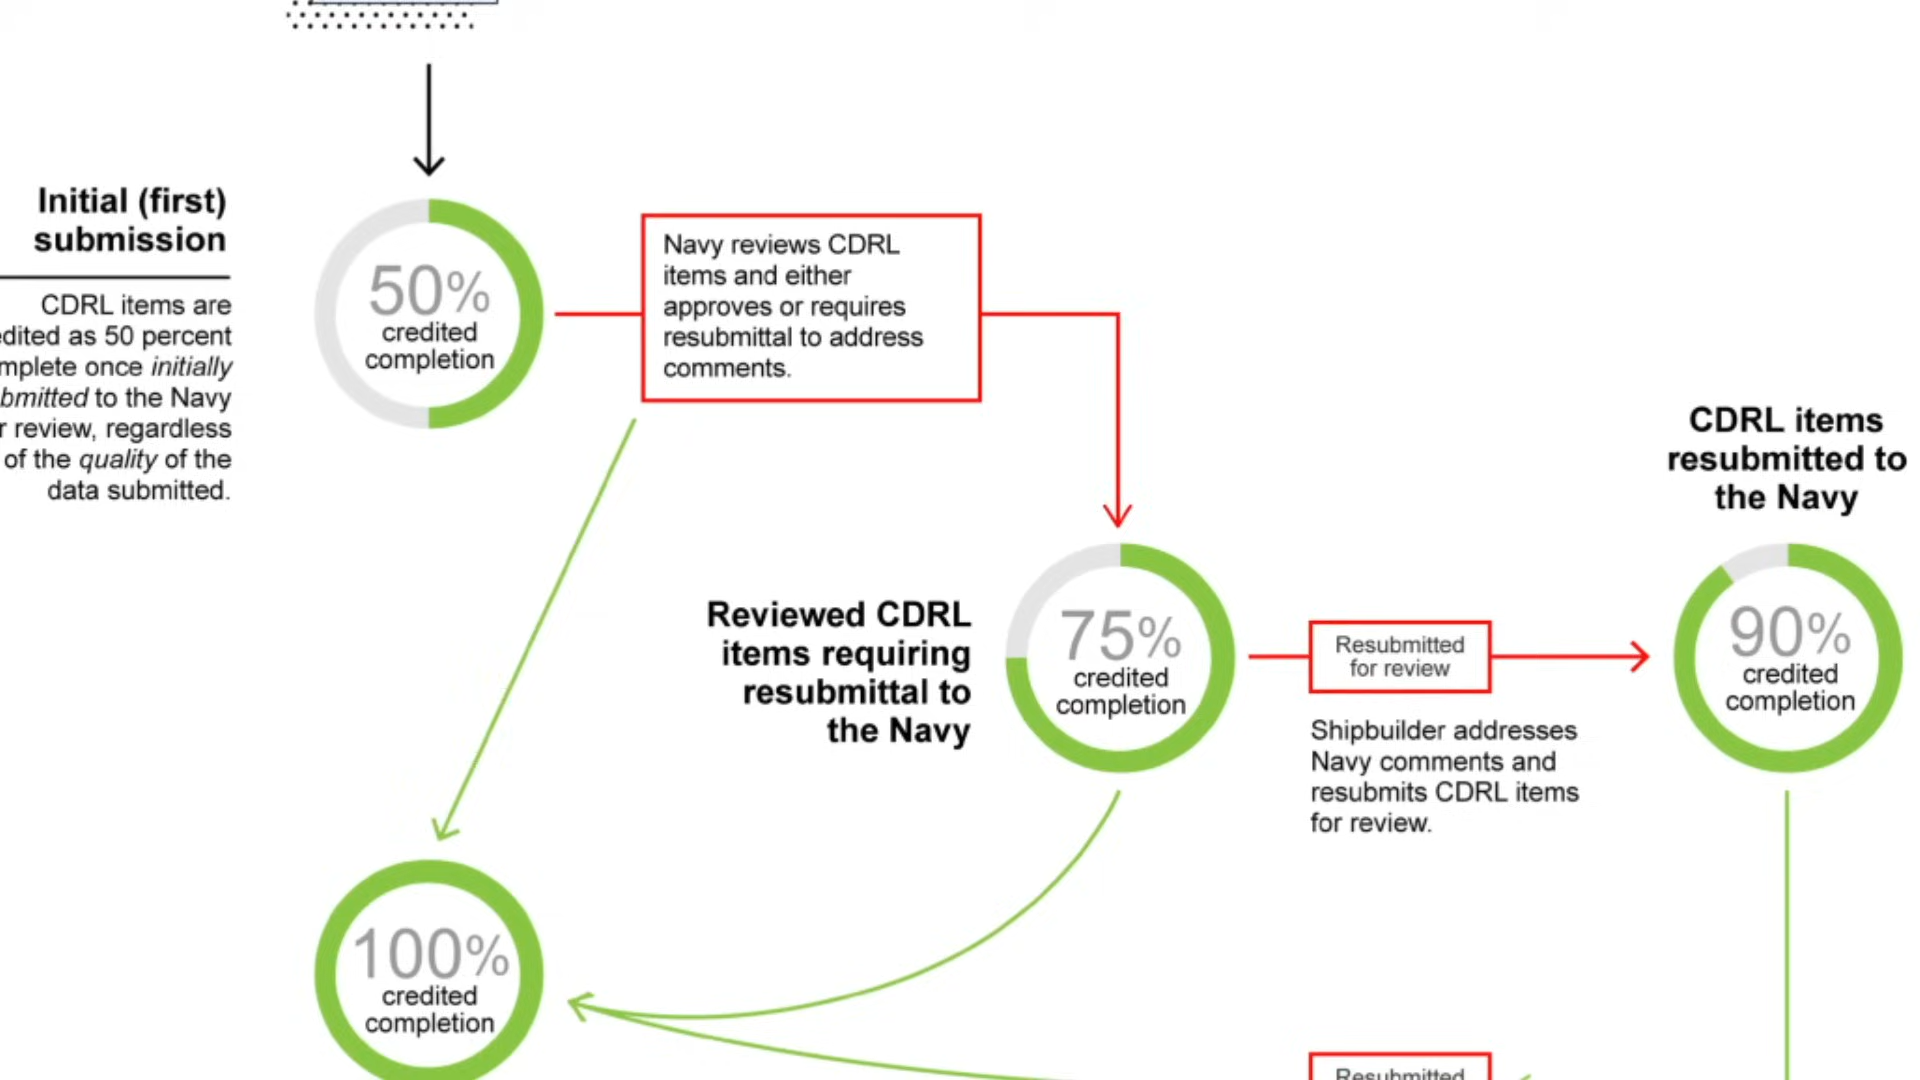 Initial (first)
submission
CDRL items are
edited as 50 percent
mplete once initially
bmitted to the Navy
r review, regardless
of the quality of the
data submitted.
50%
credited
completion
Navy reviews CDRL
items and either
approves or requires
resubmittal to address
comments.
Reviewed CDRL
items requiring
resubmittal to
the Navy
75%
credited
completion
Resubmitted
for review
Shipbuilder addresses
Navy comments and
resubmits CDRL items
for review.
CDRL items
resubmitted to
the Navy
90%
credited
completion
100%
credited
completion
Resubmitted